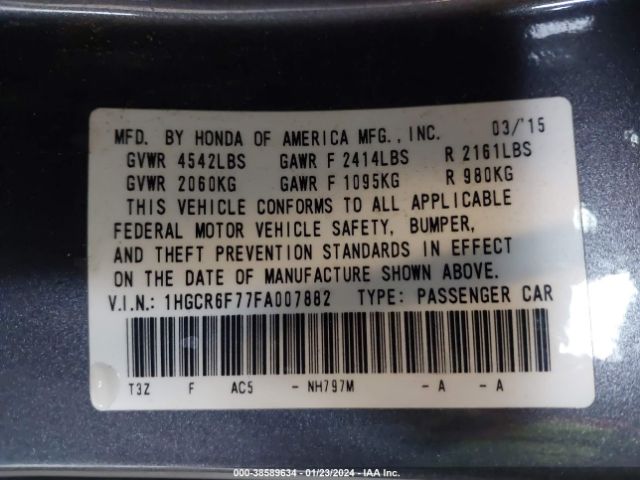 MFD. BY HONDA OF AMERICA MFG., INC. 03/'15
GVWR 4542LBS GAWR F 2414LBS R 2161LBS
GVWR 2060KG GAWR F 1095KG R 980KG
THIS VEHICLE CONFORMS TO ALL APPLICABLE
FEDERAL MOTOR VEHICLE SAFETY, BUMPER,
AND THEFT PREVENTION STANDARDS IN EFFECT
ON THE DATE OF MANUFACTURE SHOWN ABOVE.
V.I.N.: 1HGCR6F77FA007882 TYPE: PASSENGER CAR
T3Z F AC5 - NH797M - A - A
000-38589634 - 01/23/2024 - IAA Inc.